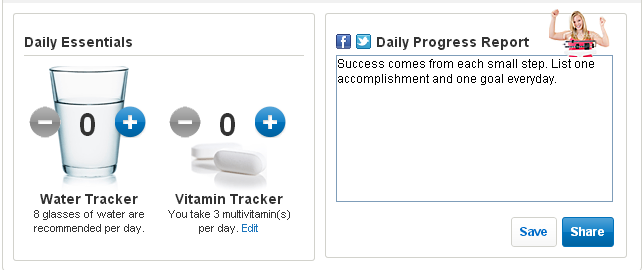 Daily Essentials
0
0
Water Tracker
8 glasses of water are
recommended per day.
Vitamin Tracker
You take 3 multivitamin(s)
per day. Edit
Daily Progress Report
Success comes from each small step. List one
accomplishment and one goal everyday.
Save
Share